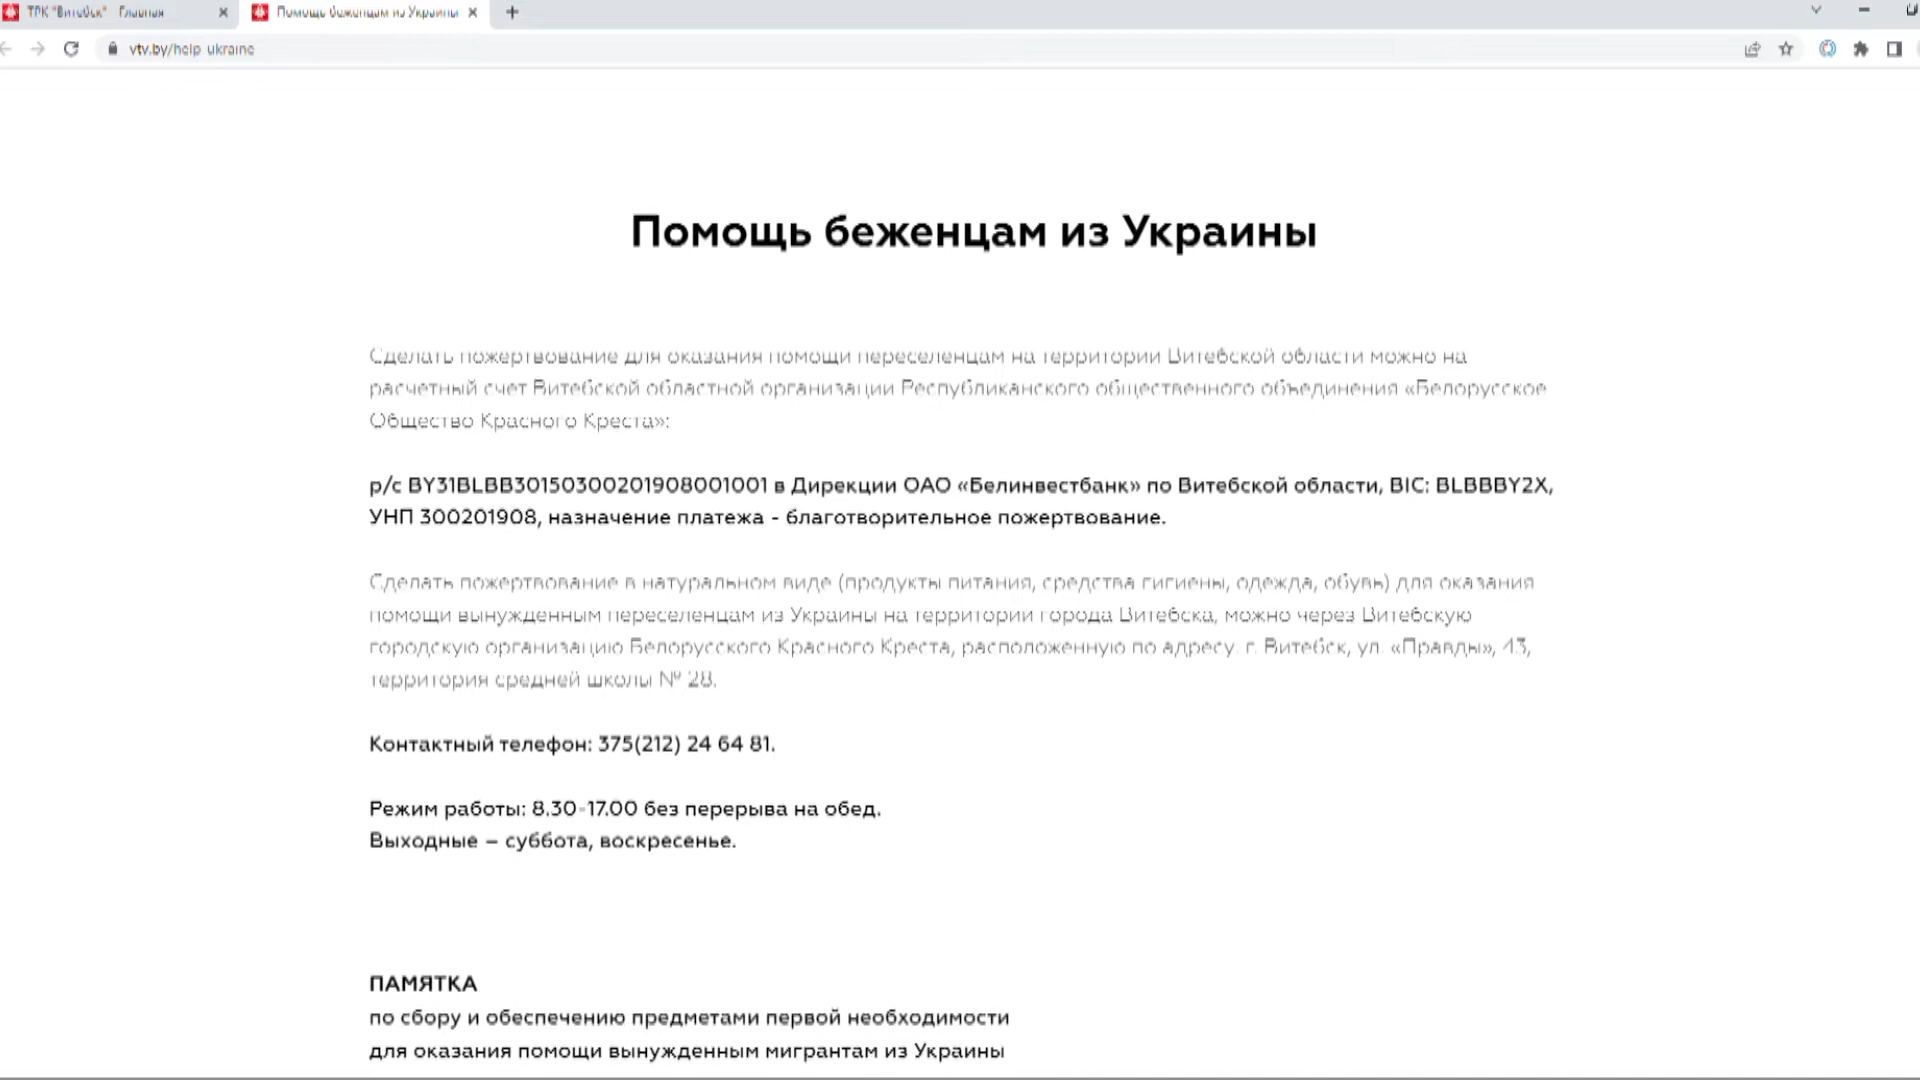 ТРК "Витебск" Главная
Помощь беженцам из Украины
vtv.by/help ukraine
Помощь беженцам из Украины
Сделать пожертвование для оказания помощи переселенцам на территории Витебской области можно на
расчетный счет Витебской областной организации Республиканского общественного объединения «Белорусское
Общество Красного Креста»:
р/с BY31BLBB30150300201908001001 в Дирекции ОАО «Белинвестбанк» по Витебской области, BIC: BLBBBY2X,
УНП 300201908, назначение платежа - благотворительное пожертвование.
Сделать пожертвование в натуральном виде (продукты питания, средства гигиены, одежда, обувь) для оказания
помощи вынужденным переселенцам из Украины на территории города Витебска, можно через Витебскую
городскую организацию Белорусского Красного Креста, расположенную по адресу: г. Витебск, ул. «Правды», 43,
территория средней школы № 28.
Контактный телефон: 375(212) 24 64 81.
Режим работы: 8.30-17.00 без перерыва на обед.
Выходные – суббота, воскресенье.
ПАМЯТКА
по сбору и обеспечению предметами первой необходимости
для оказания помощи вынужденным мигрантам из Украины